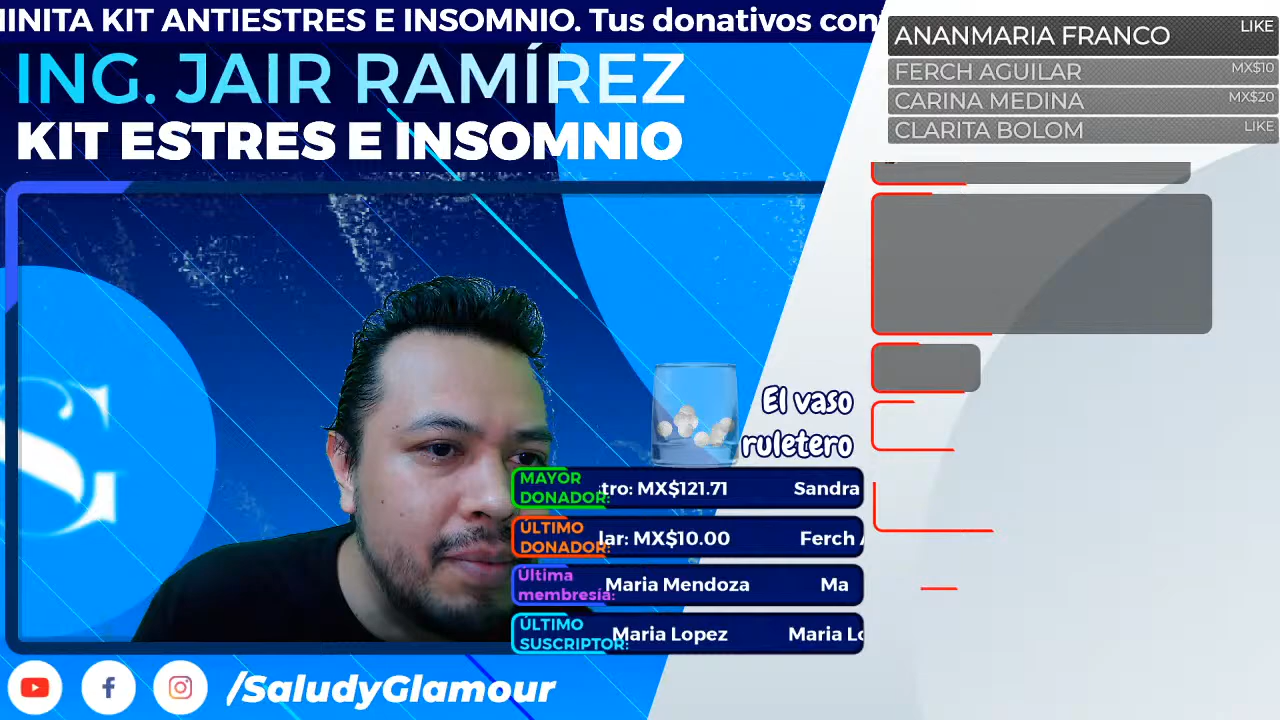 INITA KIT ANTIESTRES E INSOMNIO. Tus donativos con
ING. JAIR RAMÍREZ
KIT ESTRES E INSOMNIO
ANANMARIA FRANCO LIKE
FERCH AGUILAR MX$10
CARINA MEDINA MX$20
CLARITA BOLOM LIKE
S
El vaso
ruletero
MAYOR
DONADOR: tro: MX$121.71 Sandra
ÚLTIMO
DONADOR: lar: MX$10.00 Ferch
Última
membresía: Maria Mendoza Ma
ÚLTIMO
SUSCRIPTOR: Maria Lopez Maria Lo
/SaludyGlamour